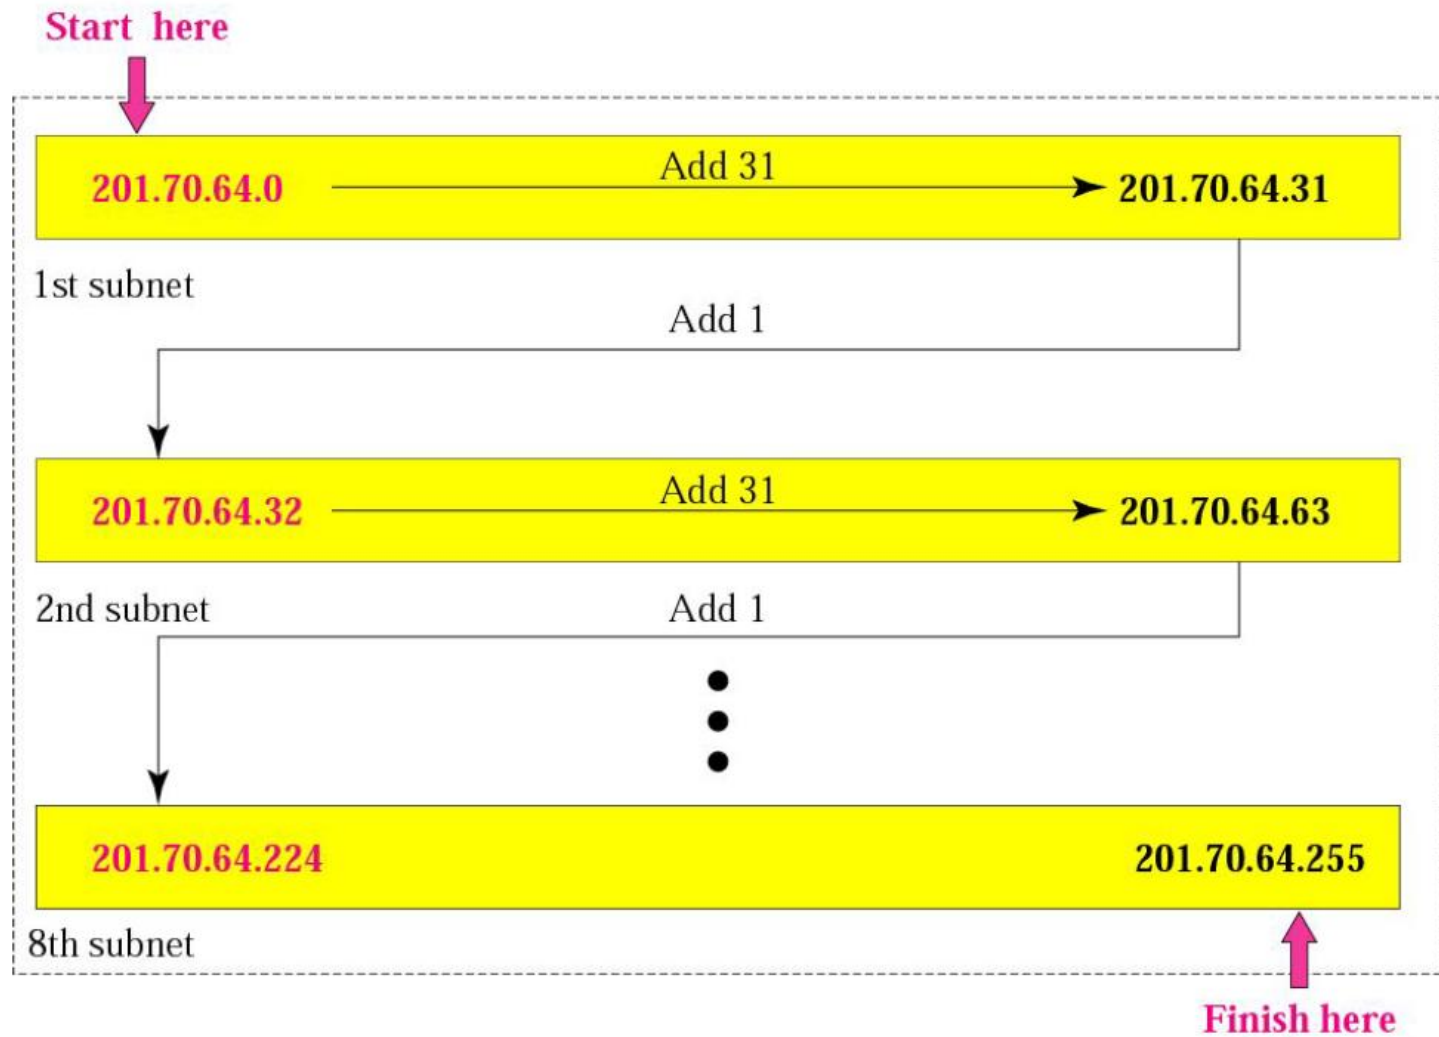 Start here
201.70.64.0
Add 31
201.70.64.31
1st subnet
Add 1
201.70.64.32
Add 31
201.70.64.63
2nd subnet
Add 1
201.70.64.224
201.70.64.255
8th subnet
Finish here